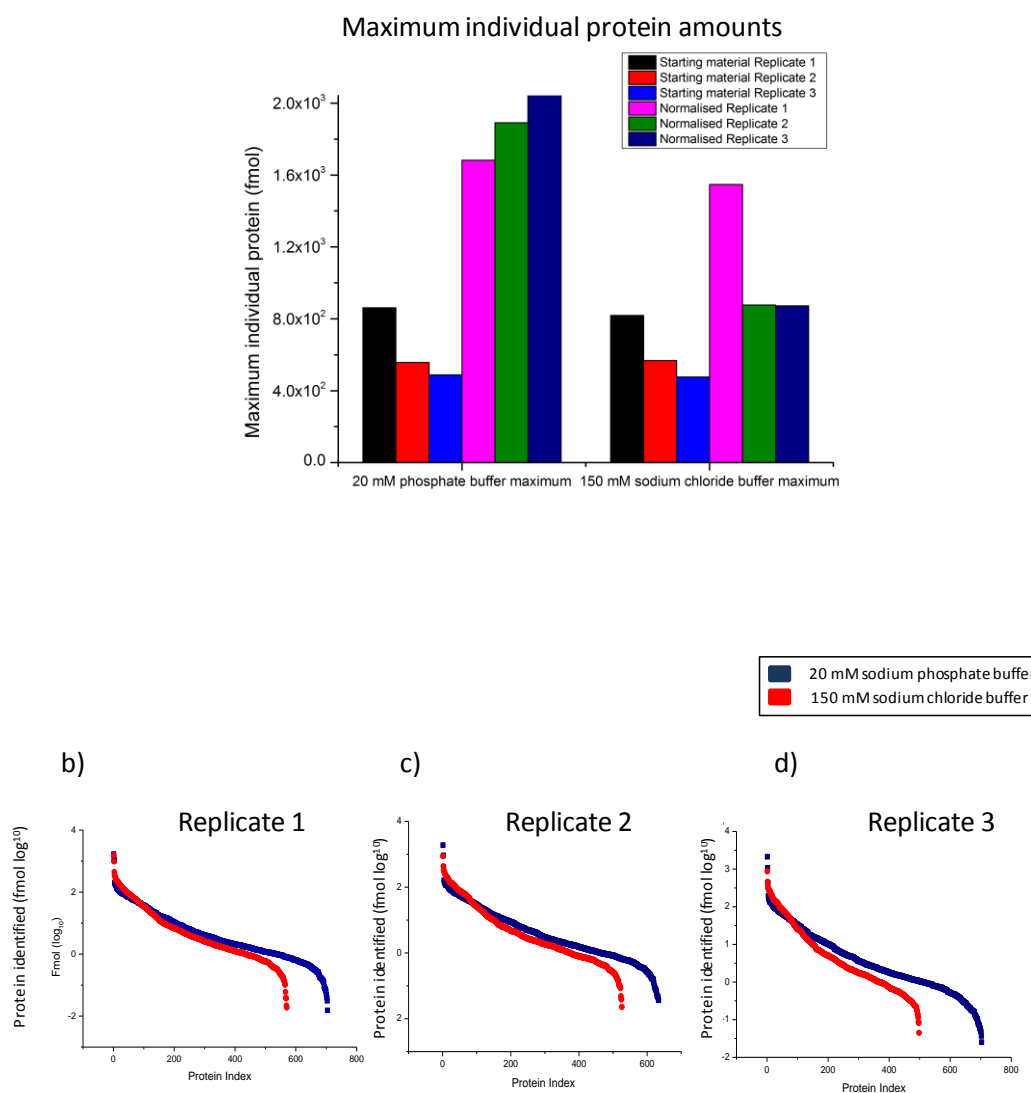 Maximum individual protein amounts
Starting material Replicate 1
Starting material Replicate 2
Starting material Replicate 3
Normalised Replicate 1
Normalised Replicate 2
Normalised Replicate 3
Maximum individual protein (fmol)
2.0x10³
1.6x10³
1.2x10³
8.0x10²
4.0x10²
0.0
20 mM phosphate buffer maximum
150 mM sodium chloride buffer maximum
20 mM sodium phosphate buffer
150 mM sodium chloride buffer
b)
Replicate 1
Protein identified (fmol log¹⁰)
Fmol (log₁₀)
4
2
0
-2
0
200
400
600
800
Protein Index
c)
Replicate 2
Protein identified (fmol log¹⁰)
4
2
0
2
0
200
400
600
Protein Index
d)
Replicate 3
Protein identified (fmol log¹⁰)
4
3
2
1
0
-1
-2
0
200
400
600
800
Protein Index